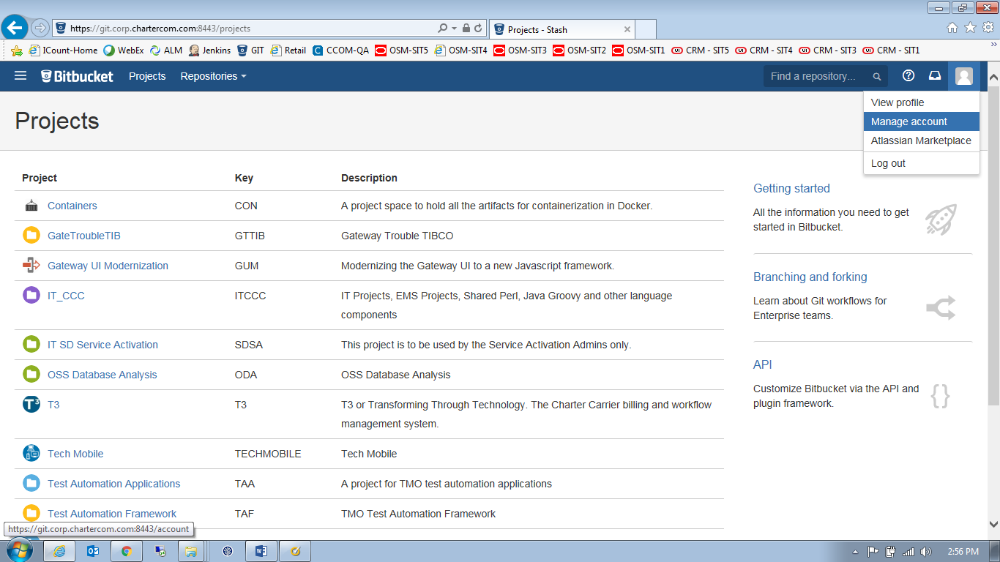 https://git.corp.chartercom.com:8443/projects
Projects - Stash
ICount-Home WebEx ALM Jenkins GIT Retail CCOM-QA OSM-SIT5 OSM-SIT4 OSM-SIT3 OSM-SIT2 OSM-SIT1 CRM - SIT5 CRM - SIT4 CRM - SIT3 CRM - SIT1
Bitbucket Projects Repositories Find a repository...
View profile
Manage account
Atlassian Marketplace
Log out
Projects
Project Key Description
Containers CON A project space to hold all the artifacts for containerization in Docker.
GateTroubleTIB GTTIB Gateway Trouble TIBCO
Gateway UI Modernization GUM Modernizing the Gateway UI to a new Javascript framework.
IT_CCC ITCCC IT Projects, EMS Projects, Shared Perl, Java Groovy and other language
components
IT SD Service Activation SDSA This project is to be used by the Service Activation Admins only.
OSS Database Analysis ODA OSS Database Analysis
T3 T3 T3 or Transforming Through Technology. The Charter Carrier billing and workflow
management system.
Tech Mobile TECHMOBILE Tech Mobile
Test Automation Applications TAA A project for TMO test automation applications
Test Automation Framework TAF TMO Test Automation Framework
Getting started
All the information you need to get
started in Bitbucket.
Branching and forking
Learn about Git workflows for
Enterprise teams.
API
Customize Bitbucket via the API and
plugin framework.
https://git.corp.chartercom.com:8443/account
2:56 PM